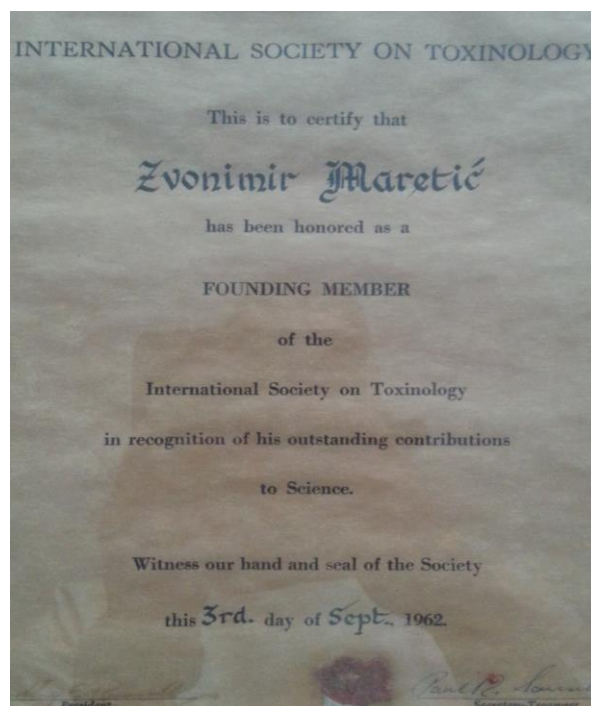 INTERNATIONAL SOCIETY ON TOXINOLOGY
This is to certify that
Zvonimir Maretić
has been honored as a
FOUNDING MEMBER
of the
International Society on Toxinology
in recognition of his outstanding contributions
to Science.
Witness our hand and seal of the Society
this 3rd. day of Sept. 1962.
Paul R.
President